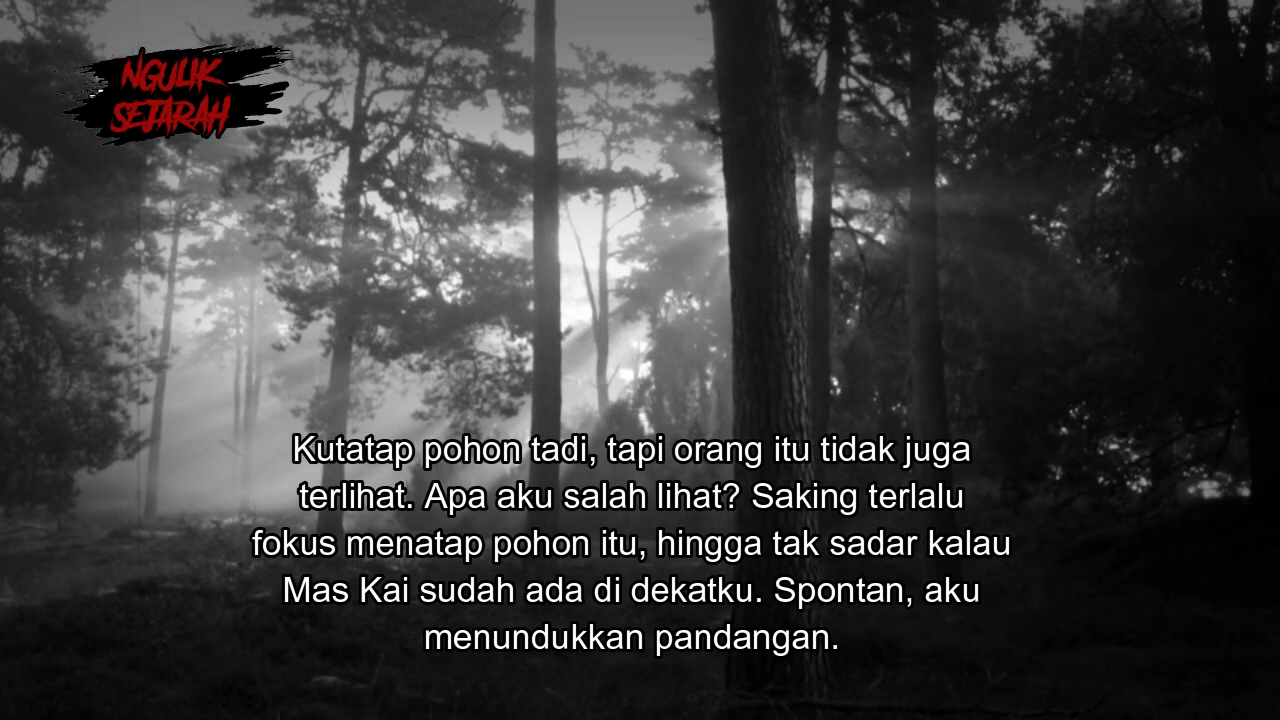 NGULIK
SEJARAH
Kutatap pohon tadi, tapi orang itu tidak juga
terlihat. Apa aku salah lihat? Saking terlalu
fokus menatap pohon itu, hingga tak sadar kalau
Mas Kai sudah ada di dekatku. Spontan, aku
menundukkan pandangan.